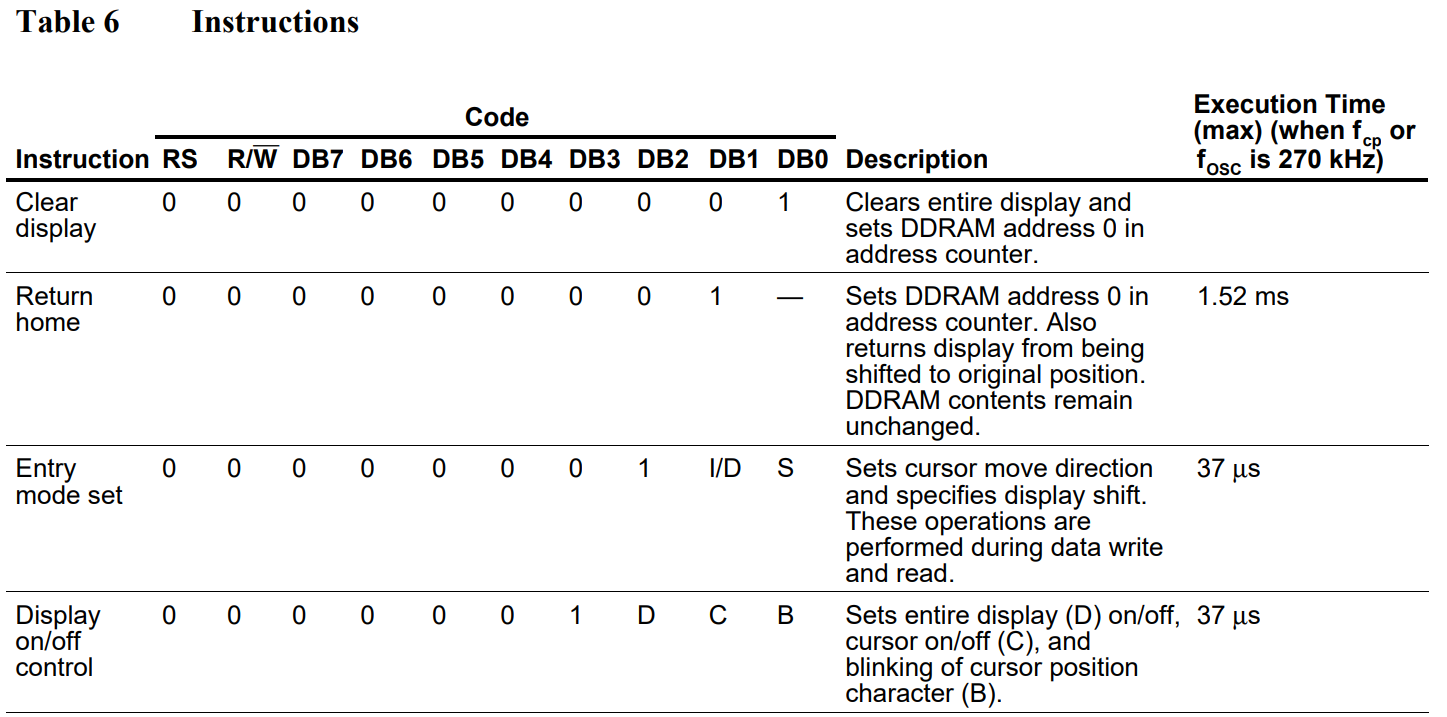 Table 6 Instructions
Code
Execution Time
(max) (when fcp or
fOSC is 270 kHz)
Instruction RS R/W̅ DB7 DB6 DB5 DB4 DB3 DB2 DB1 DB0 Description
Clear 0 0 0 0 0 0 0 0 0 1 Clears entire display and
display sets DDRAM address 0 in
address counter.
Return 0 0 0 0 0 0 0 0 1 — Sets DDRAM address 0 in 1.52 ms
home address counter. Also
returns display from being
shifted to original position.
DDRAM contents remain
unchanged.
Entry 0 0 0 0 0 0 0 1 I/D S Sets cursor move direction 37 µs
mode set and specifies display shift.
These operations are
performed during data write
and read.
Display 0 0 0 0 0 0 1 D C B Sets entire display (D) on/off, 37 µs
on/off cursor on/off (C), and
control blinking of cursor position
character (B).